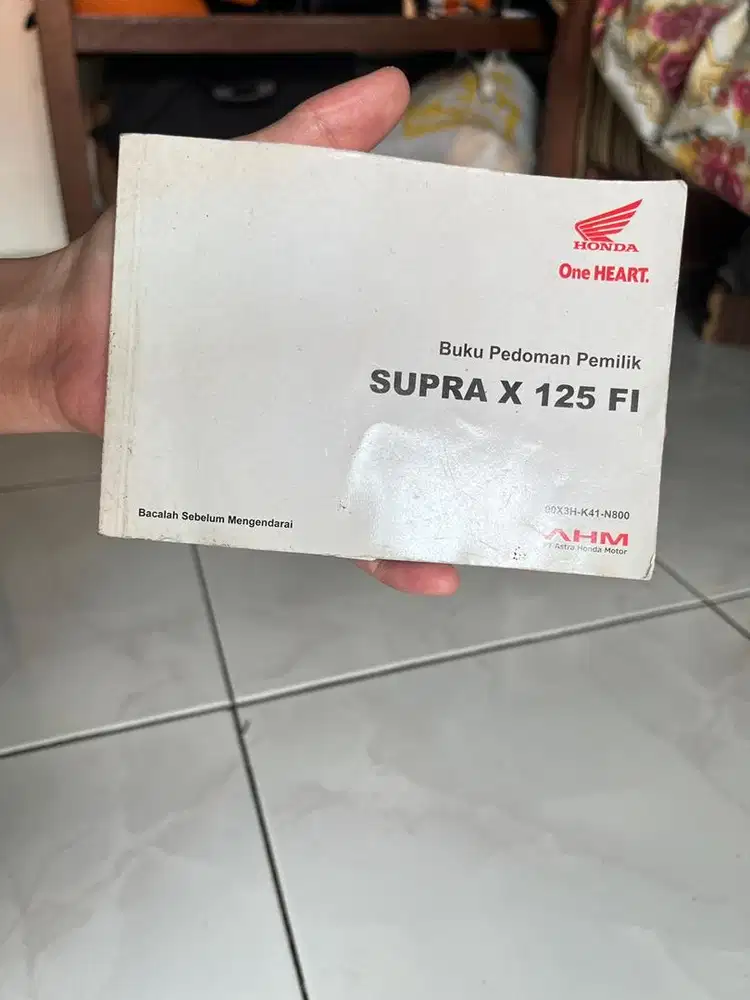 HONDA
One HEART.
Buku Pedoman Pemilik
SUPRA X 125 FI
Bacalah Sebelum Mengendarai
00X3H-K41-N800
AHM
PT Astra Honda Motor